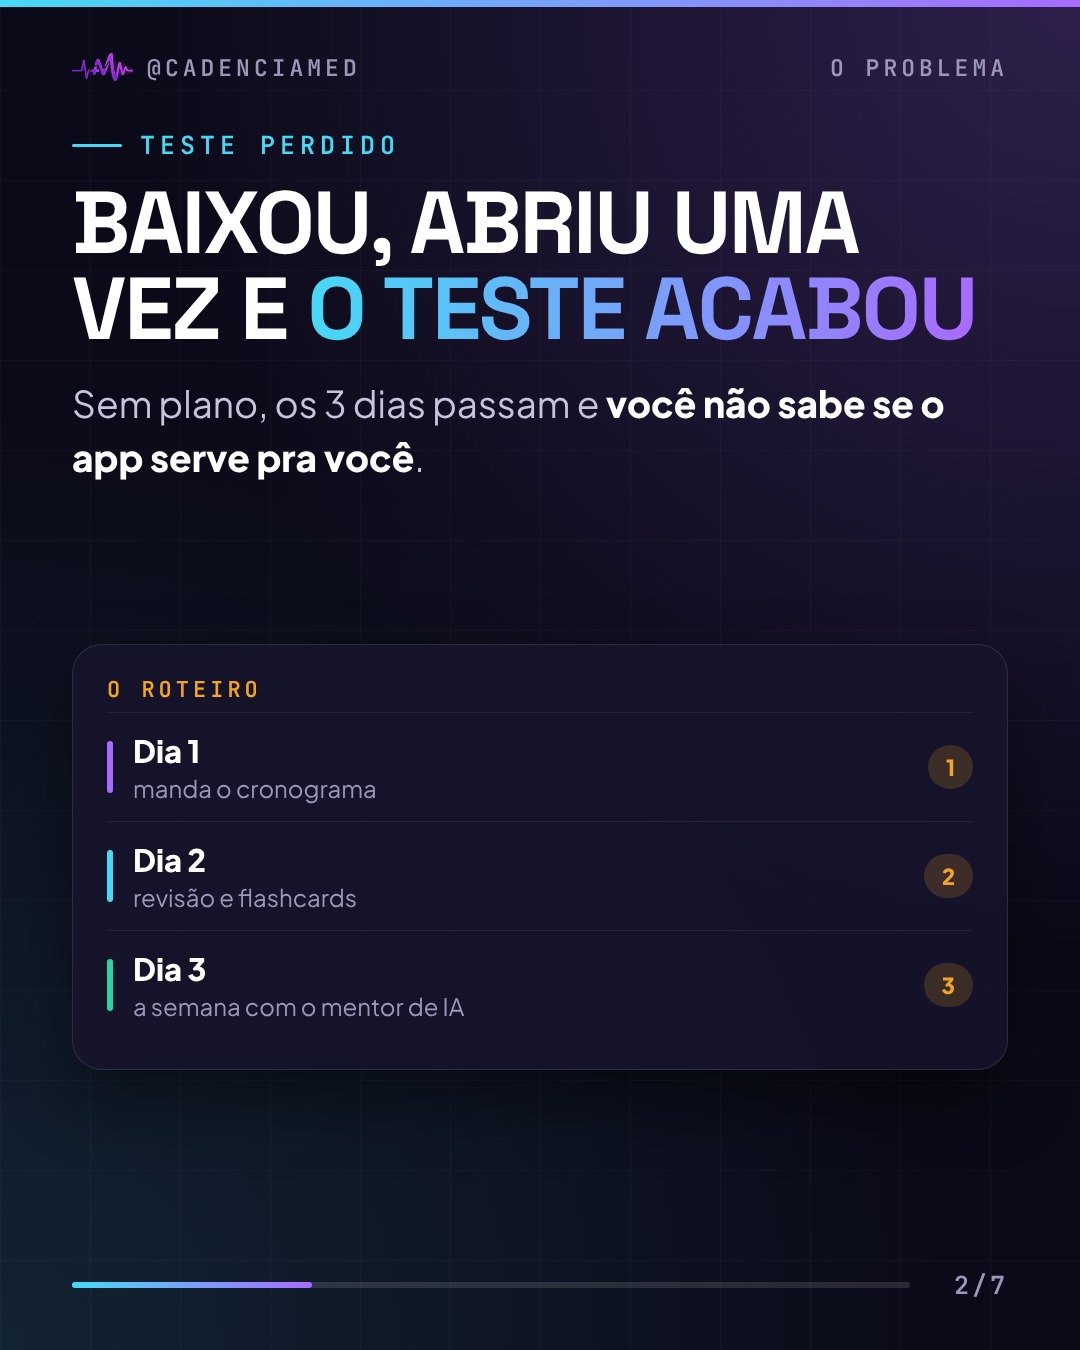 @CADENCIAMED
O PROBLEMA
TESTE PERDIDO
BAIXOU, ABRIU UMA
VEZ E O TESTE ACABOU
Sem plano, os 3 dias passam e você não sabe se o
app serve pra você.
O ROTEIRO
Dia 1
manda o cronograma
1
Dia 2
revisão e flashcards
2
Dia 3
a semana com o mentor de IA
3
2/7